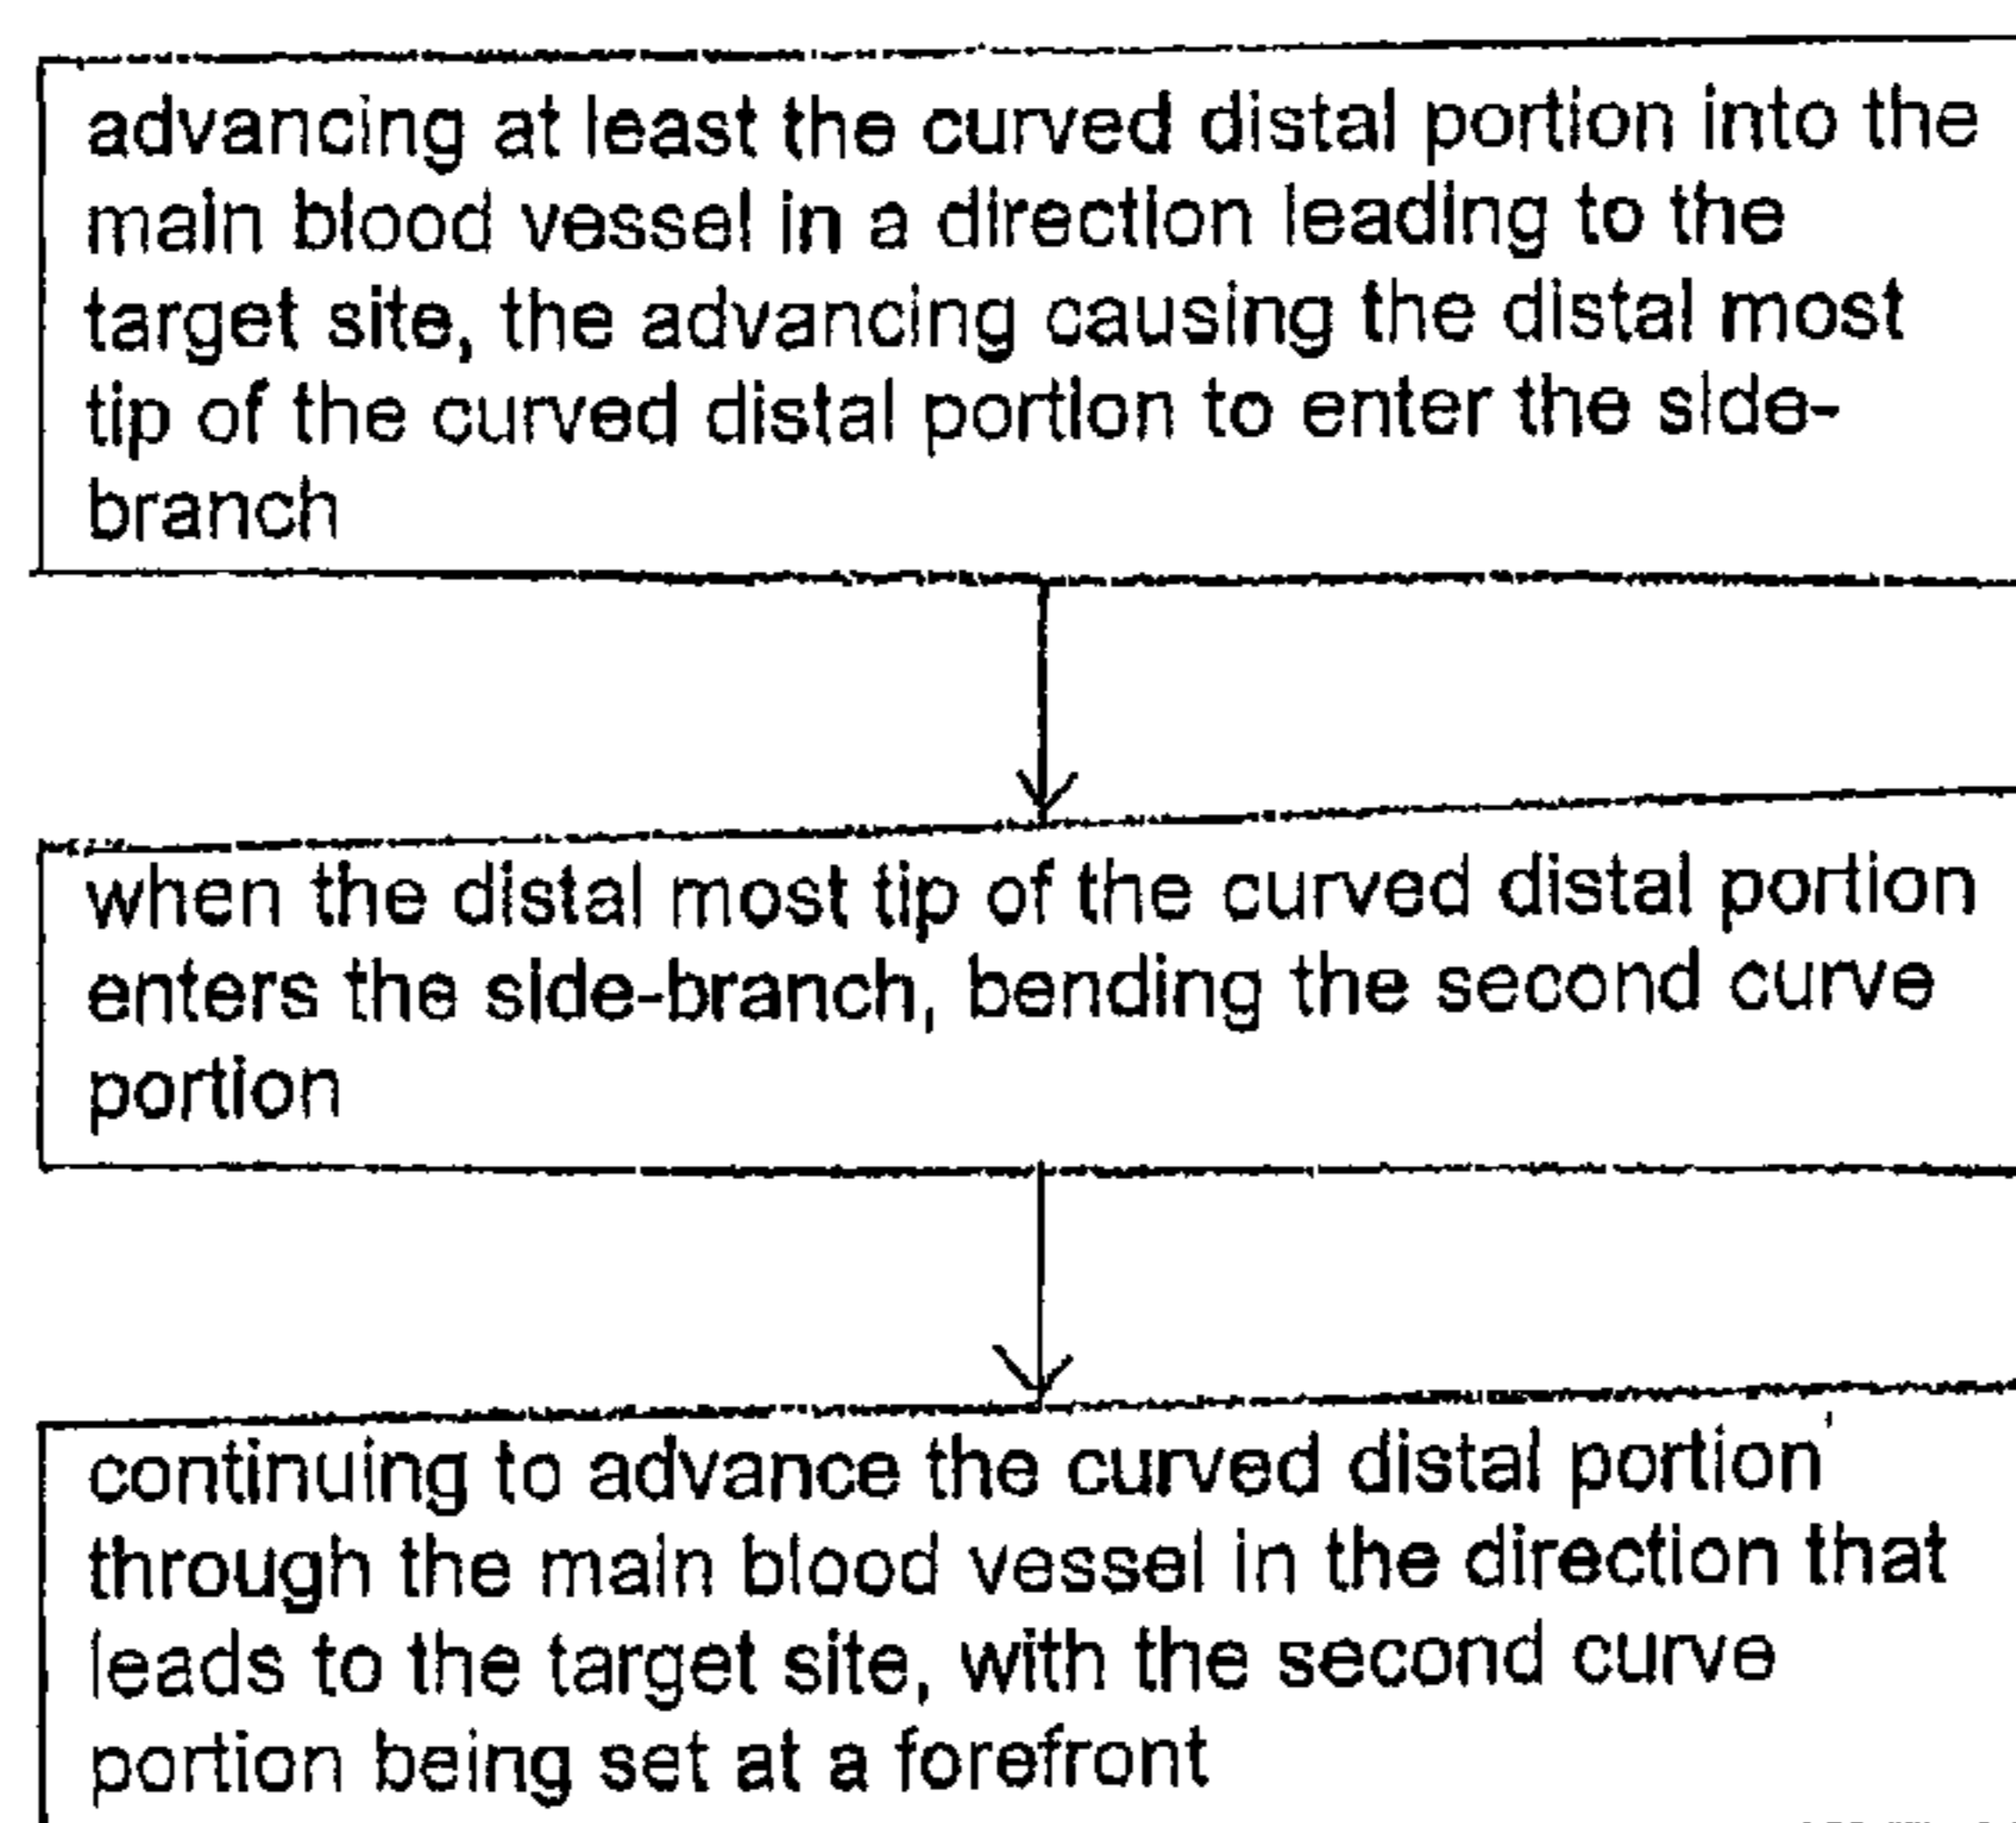 advancing at least the curved distal portion into the
main blood vessel in a direction leading to the
target site, the advancing causing the distal most
tip of the curved distal portion to enter the side-
branch
when the distal most tip of the curved distal portion
enters the side-branch, bending the second curve
portion
continuing to advance the curved distal portion
through the main blood vessel in the direction that
leads to the target site, with the second curve
portion being set at a forefront